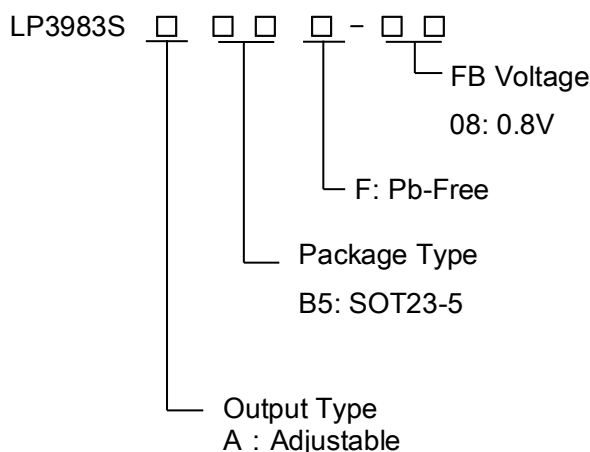 LP3983S □ □ □ □ - □ □
FB Voltage
08: 0.8V
F: Pb-Free
Package Type
B5: SOT23-5
Output Type
A : Adjustable